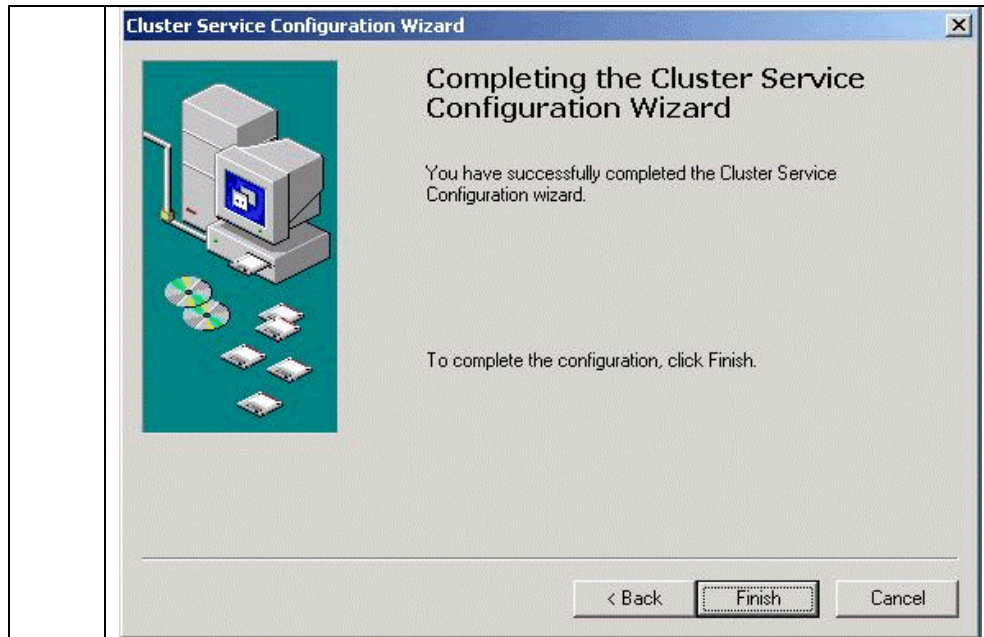 Cluster Service Configuration Wizard
Completing the Cluster Service
Configuration Wizard
You have successfully completed the Cluster Service
Configuration wizard.
To complete the configuration, click Finish.
< Back
Finish
Cancel